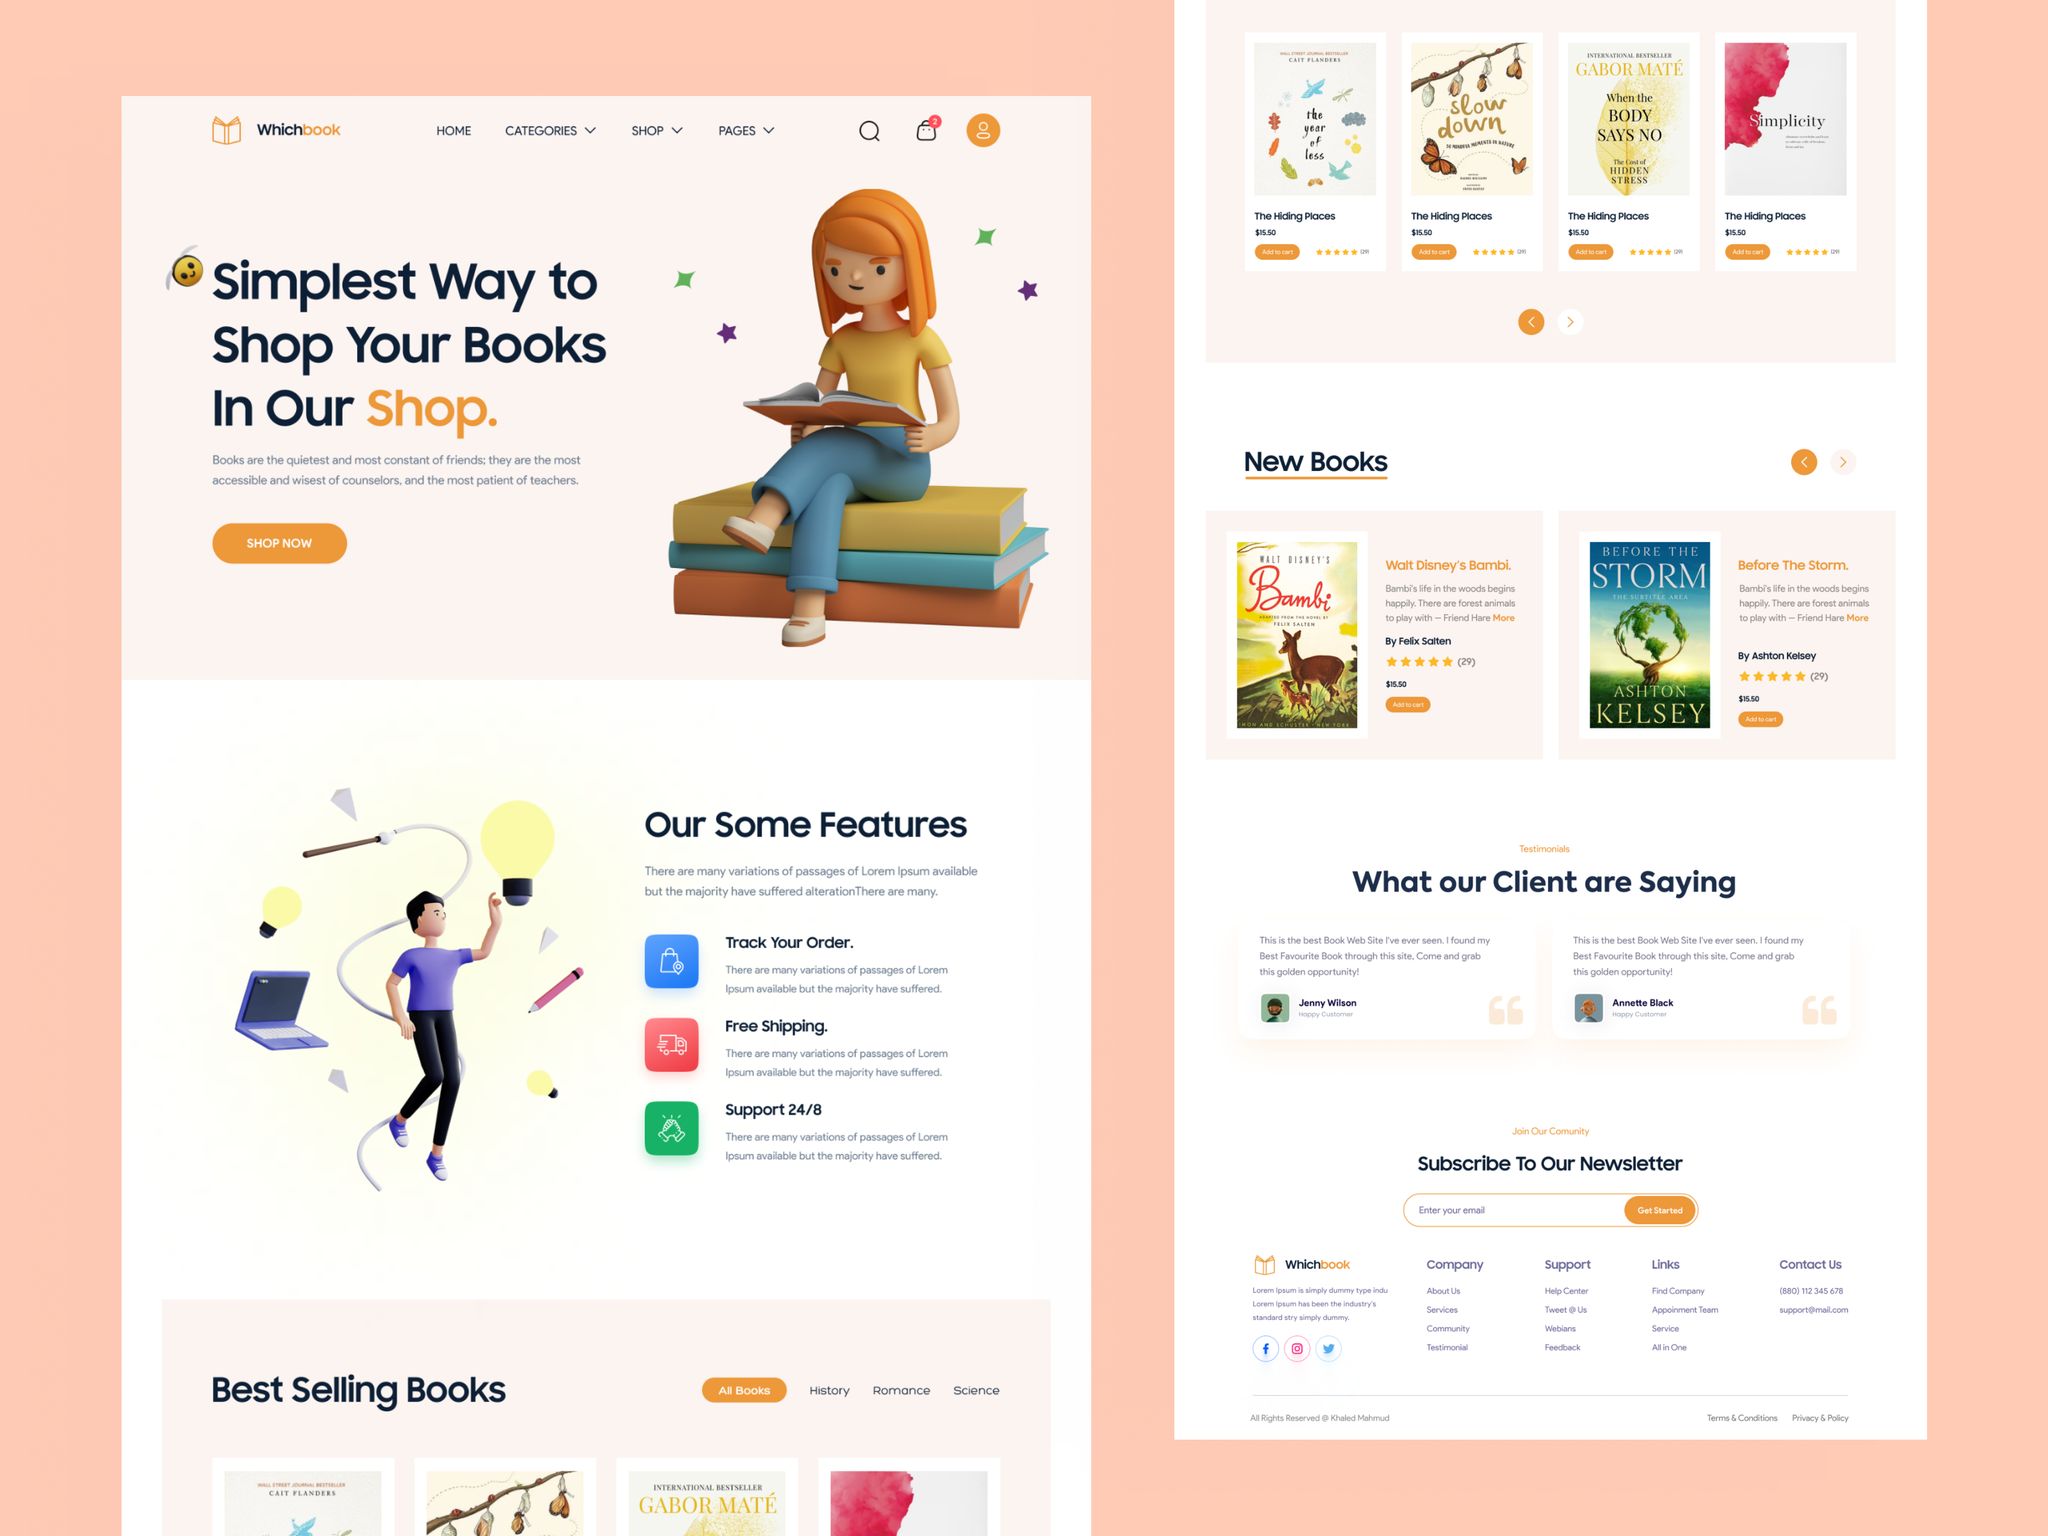 Whichbook
HOME
CATEGORIES
SHOP
PAGES
2
Simplest Way to
Shop Your Books
In Our Shop.
Books are the quietest and most constant of friends; they are the most
accessible and wisest of counselors, and the most patient of teachers.
SHOP NOW
Our Some Features
There are many variations of passages of Lorem Ipsum available
but the majority have suffered alterationThere are many.
Track Your Order.
There are many variations of passages of Lorem
Ipsum available but the majority have suffered.
Free Shipping.
There are many variations of passages of Lorem
Ipsum available but the majority have suffered.
Support 24/8
There are many variations of passages of Lorem
Ipsum available but the majority have suffered.
Best Selling Books
All Books
History
Romance
Science
WALL STREET JOURNAL BESTSELLER
CAIT FLANDERS
INTERNATIONAL BESTSELLER
GABOR MATÉ
WALL STREET JOURNAL BESTSELLER
CAIT FLANDERS
the
year
of
less
slow
down
50 MINDFUL MOMENTS IN NATURE
INTERNATIONAL BESTSELLER
GABOR MATÉ
When the
BODY
SAYS NO
The Cost of
HIDDEN
STRESS
Simplicity
The Hiding Places
$15.50
Add to cart
(29)
The Hiding Places
$15.50
Add to cart
(29)
The Hiding Places
$15.50
Add to cart
(29)
The Hiding Places
$15.50
Add to cart
(29)
New Books
WALT DISNEY'S
Bambi
ADAPTED FROM THE NOVEL BY
FELIX SALTEN
IMON AND SCHUSTER · NEW YORK
Walt Disney's Bambi.
Bambi's life in the woods begins
happily. There are forest animals
to play with — Friend Hare More
By Felix Salten
(29)
$15.50
Add to cart
BEFORE THE
STORM
THE SUBTITLE AREA
ASHTON
KELSEY
Before The Storm.
Bambi's life in the woods begins
happily. There are forest animals
to play with — Friend Hare More
By Ashton Kelsey
(29)
$15.50
Add to cart
Testimonials
What our Client are Saying
This is the best Book Web Site I've ever seen. I found my
Best Favourite Book through this site, Come and grab
this golden opportunity!
Jenny Wilson
Happy Customer
This is the best Book Web Site I've ever seen. I found my
Best Favourite Book through this site, Come and grab
this golden opportunity!
Annette Black
Happy Customer
Join Our Comunity
Subscribe To Our Newsletter
Enter your email
Get Started
Whichbook
Lorem Ipsum is simply dummy type indu
Lorem Ipsum has been the industry's
standard stry simply dummy.
Company
About Us
Services
Community
Testimonial
Support
Help Center
Tweet @ Us
Webians
Feedback
Links
Find Company
Appoinment Team
Service
All in One
Contact Us
(880) 112 345 678
support@mail.com
All Rights Reserved @ Khaled Mahmud
Terms & Conditions
Privacy & Policy